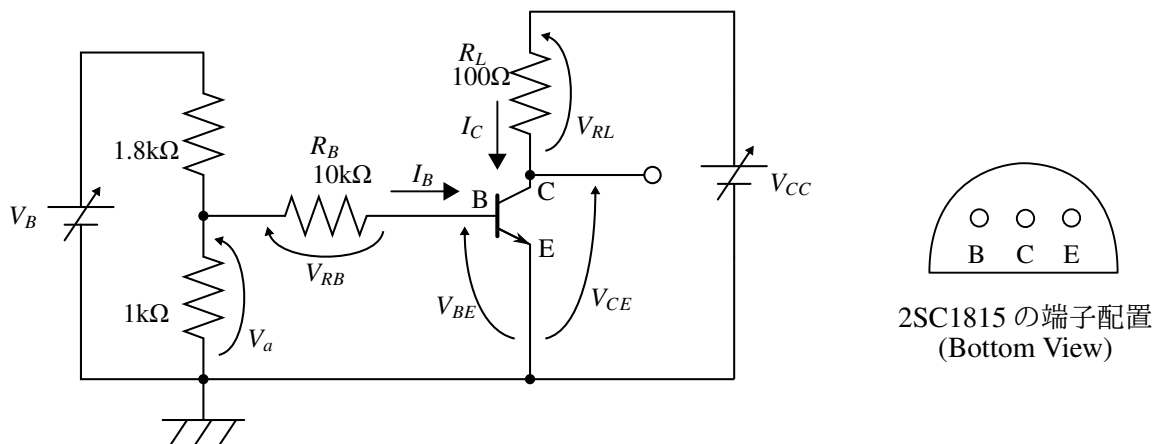 R_L
100Ω
V_RL
I_C
1.8kΩ
R_B
10kΩ
I_B
B
C
E
V_CC
V_B
V_RB
V_BE
V_CE
1kΩ
V_a
B C E
2SC1815 の端子配置
(Bottom View)